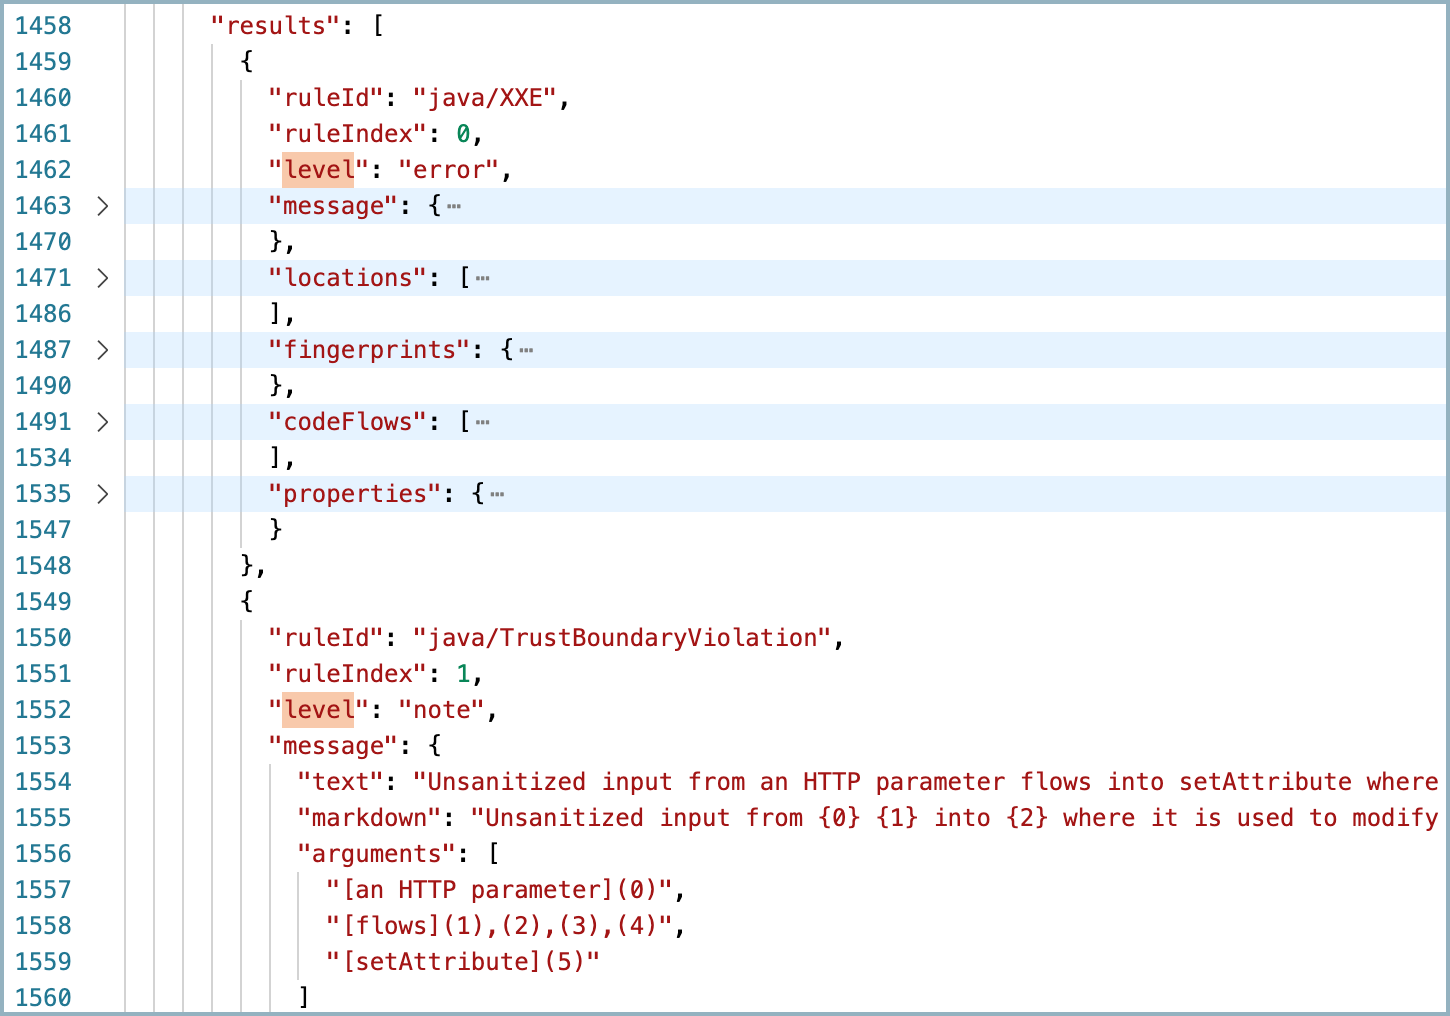 1458 "results": [
1459 {
1460 "ruleId": "java/XXE",
1461 "ruleIndex": 0,
1462 "level": "error",
1463 > "message": { ⋯
1470 },
1471 > "locations": [ ⋯
1486 ],
1487 > "fingerprints": { ⋯
1490 },
1491 > "codeFlows": [ ⋯
1534 ],
1535 > "properties": { ⋯
1547 }
1548 },
1549 {
1550 "ruleId": "java/TrustBoundaryViolation",
1551 "ruleIndex": 1,
1552 "level": "note",
1553 "message": {
1554 "text": "Unsanitized input from an HTTP parameter flows into setAttribute where
1555 "markdown": "Unsanitized input from {0} {1} into {2} where it is used to modify
1556 "arguments": [
1557 "[an HTTP parameter](0)",
1558 "[flows](1),(2),(3),(4)",
1559 "[setAttribute](5)"
1560 ]